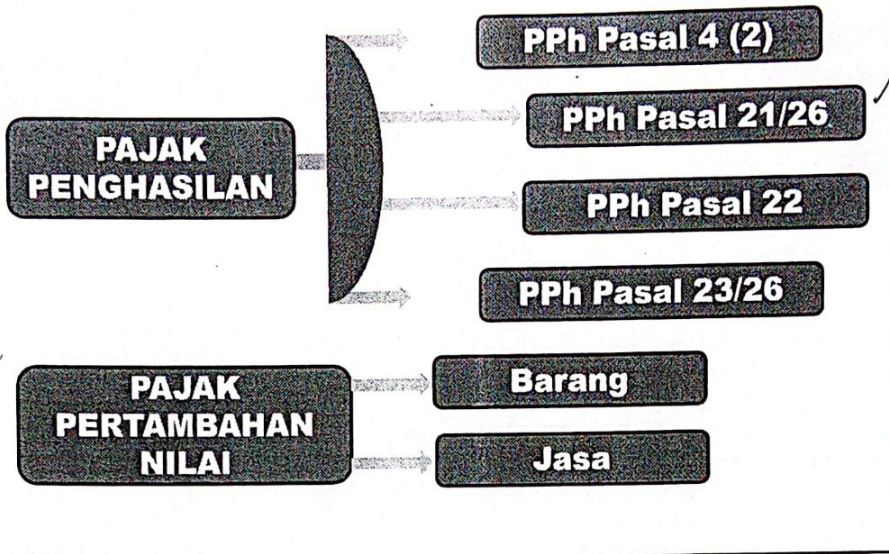 PPh Pasal 4 (2)
PPh Pasal 21/26
PAJAK
PENGHASILAN
PPh Pasal 22
PPh Pasal 23/26
PAJAK
PERTAMBAHAN
NILAI
Barang
Jasa